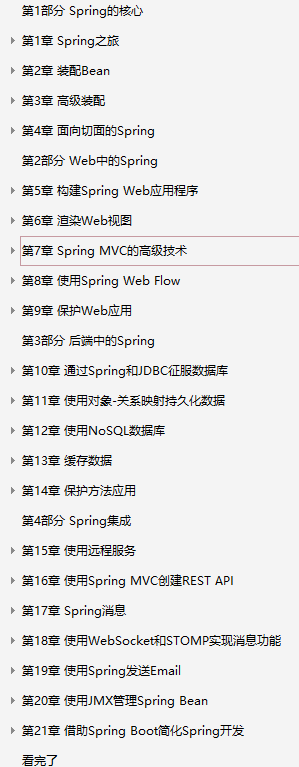 第1部分 Spring的核心
第1章 Spring之旅
第2章 装配Bean
第3章 高级装配
第4章 面向切面的Spring
第2部分 Web中的Spring
第5章 构建Spring Web应用程序
第6章 渲染Web视图
第7章 Spring MVC的高级技术
第8章 使用Spring Web Flow
第9章 保护Web应用
第3部分 后端中的Spring
第10章 通过Spring和JDBC征服数据库
第11章 使用对象-关系映射持久化数据
第12章 使用NoSQL数据库
第13章 缓存数据
第14章 保护方法应用
第4部分 Spring集成
第15章 使用远程服务
第16章 使用Spring MVC创建REST API
第17章 Spring消息
第18章 使用WebSocket和STOMP实现消息功能
第19章 使用Spring发送Email
第20章 使用JMX管理Spring Bean
第21章 借助Spring Boot简化Spring开发
看完了